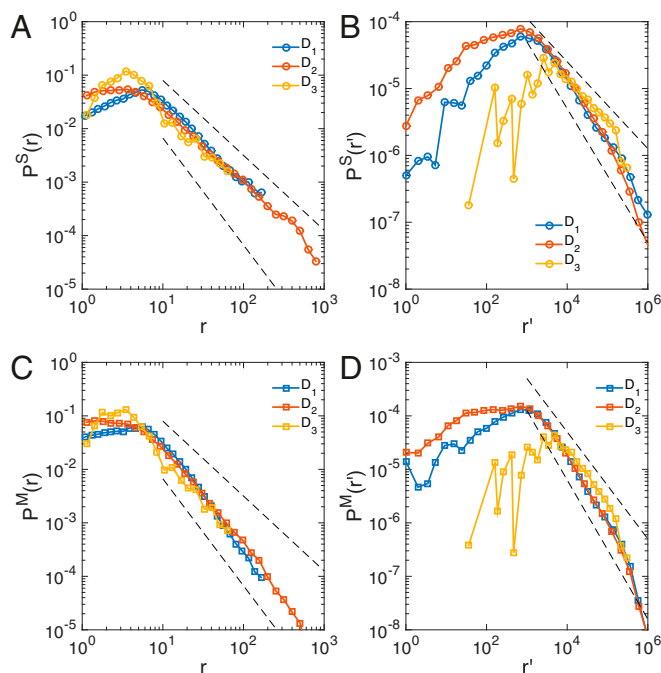 A
10^0
10^-1
10^-2
10^-3
10^-4
10^-5
P^S(r)
10^0 10^1 10^2 10^3
r
D_1
D_2
D_3
B
10^-4
10^-5
10^-6
10^-7
10^-8
P^S(r')
10^0 10^2 10^4 10^6
r'
D_1
D_2
D_3
C
10^0
10^-1
10^-2
10^-3
10^-4
10^-5
P^M(r)
10^0 10^1 10^2 10^3
r
D_1
D_2
D_3
D
10^-3
10^-4
10^-5
10^-6
10^-7
10^-8
P^M(r')
10^0 10^2 10^4 10^6
r'
D_1
D_2
D_3